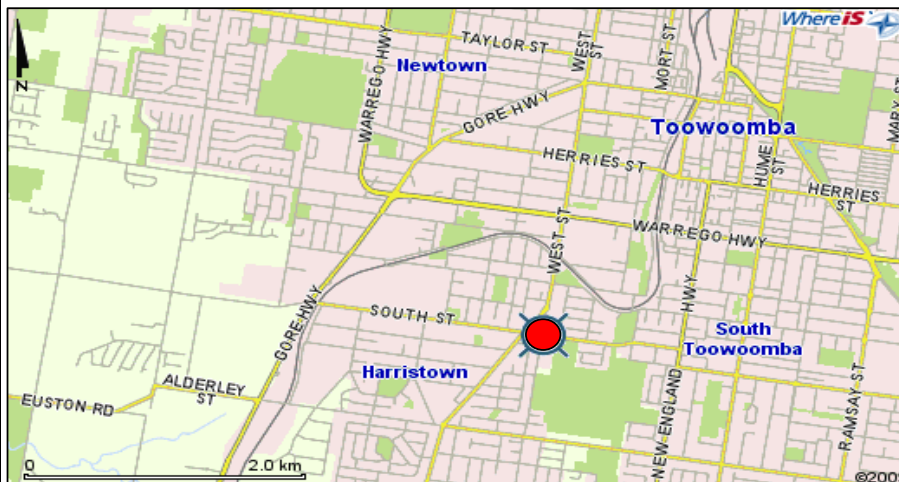 WhereiS
TAYLOR ST
Newtown
WEST ST
MORT ST
WARREGO HWY
N
GORE HWY
MARY ST
Toowoomba
HERRIES ST
HUME ST
HERRIES ST
WEST ST
WARREGO HWY
GORE HWY
HWY
SOUTH ST
South
Toowoomba
Harristown
ALDERLEY
ST
EUSTON RD
NEW ENGLAND
RAMSAY ST
0
2.0 km